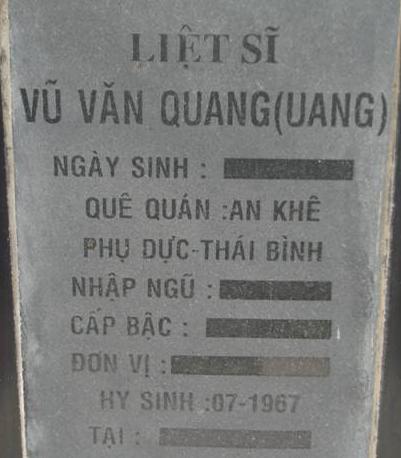 LIỆT SĨ
VŨ VĂN QUANG(UANG)
NGÀY SINH :
QUÊ QUÁN :AN KHÊ
PHỤ DỰC-THÁI BÌNH
NHẬP NGŨ :
CẤP BẬC :
ĐƠN VỊ :
HY SINH :07-1967
TẠI :